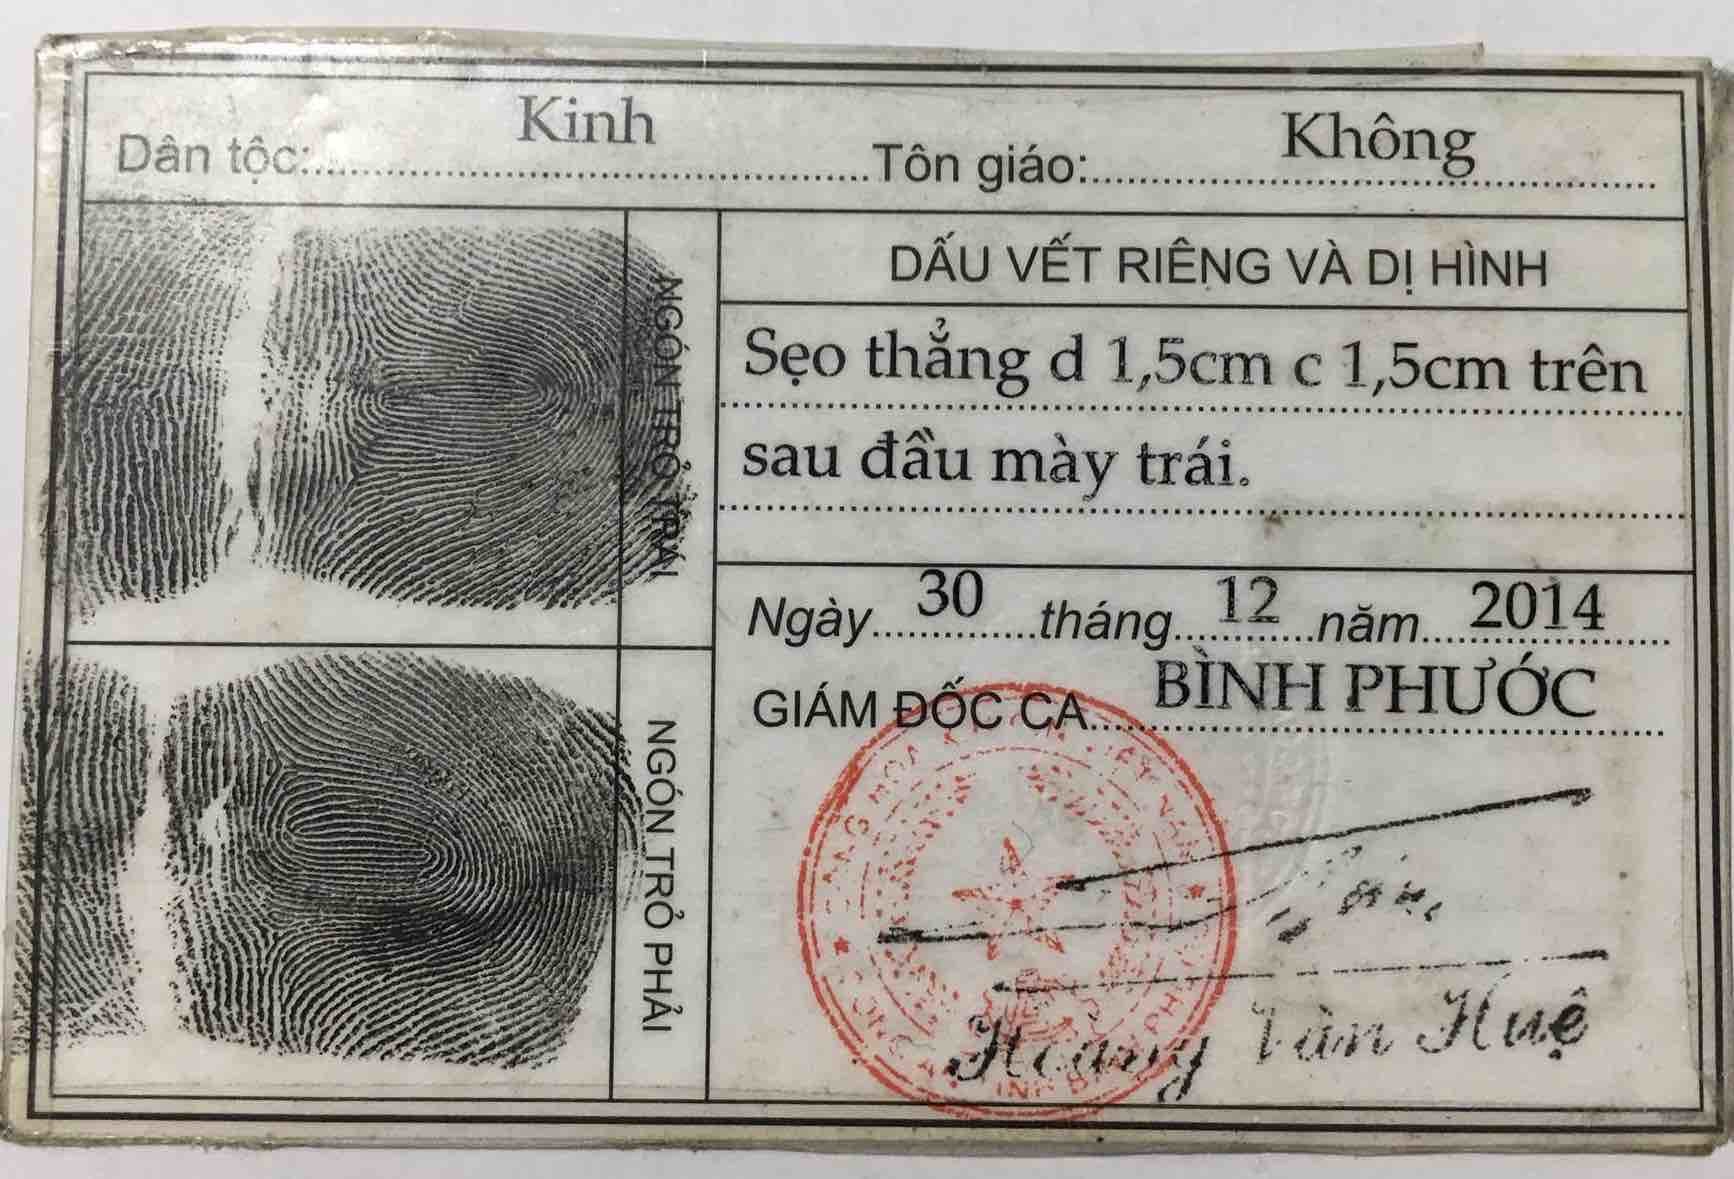 Dân tộc: Kinh Tôn giáo: Không
NGÓN TRỎ TRÁI
DẤU VẾT RIÊNG VÀ DỊ HÌNH
Sẹo thẳng d 1,5cm c 1,5cm trên
sau đầu mày trái.
Ngày 30 tháng 12 năm 2014
GIÁM ĐỐC CA BÌNH PHƯỚC
NGÓN TRỎ PHẢI
Hoàng Văn Huệ